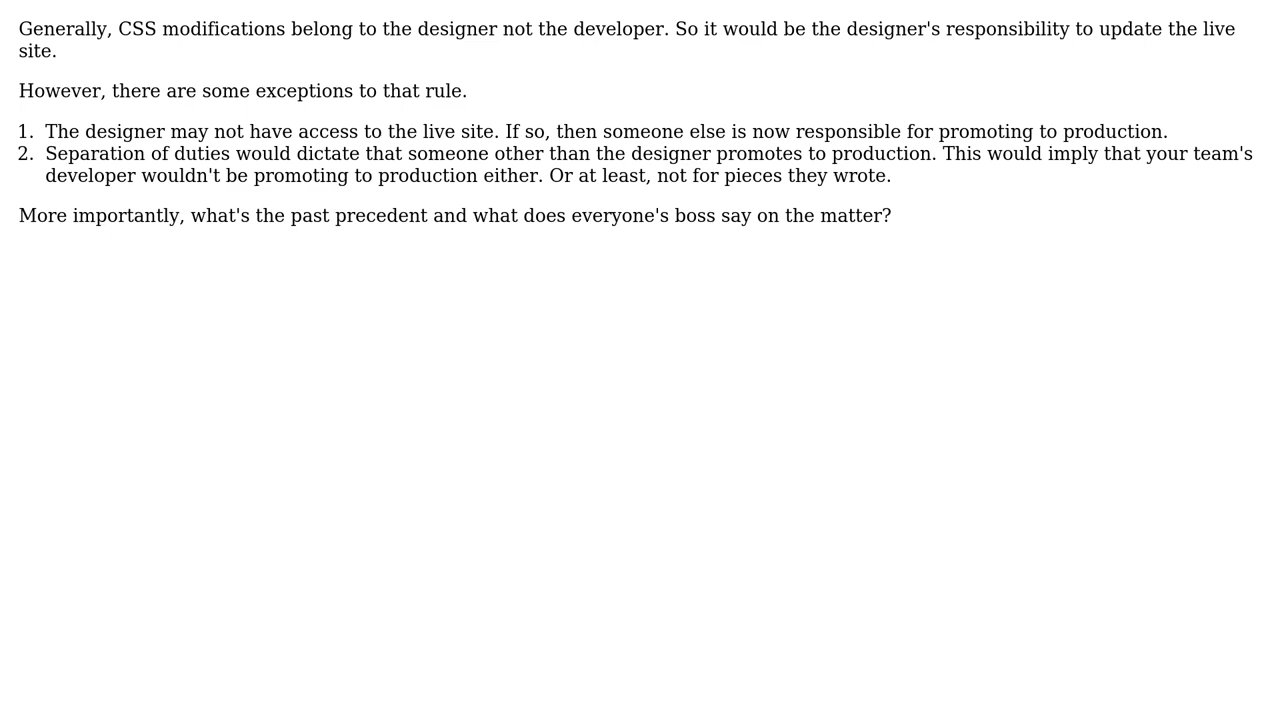 Generally, CSS modifications belong to the designer not the developer. So it would be the designer's responsibility to update the live
site.
However, there are some exceptions to that rule.
1. The designer may not have access to the live site. If so, then someone else is now responsible for promoting to production.
2. Separation of duties would dictate that someone other than the designer promotes to production. This would imply that your team's
developer wouldn't be promoting to production either. Or at least, not for pieces they wrote.
More importantly, what's the past precedent and what does everyone's boss say on the matter?